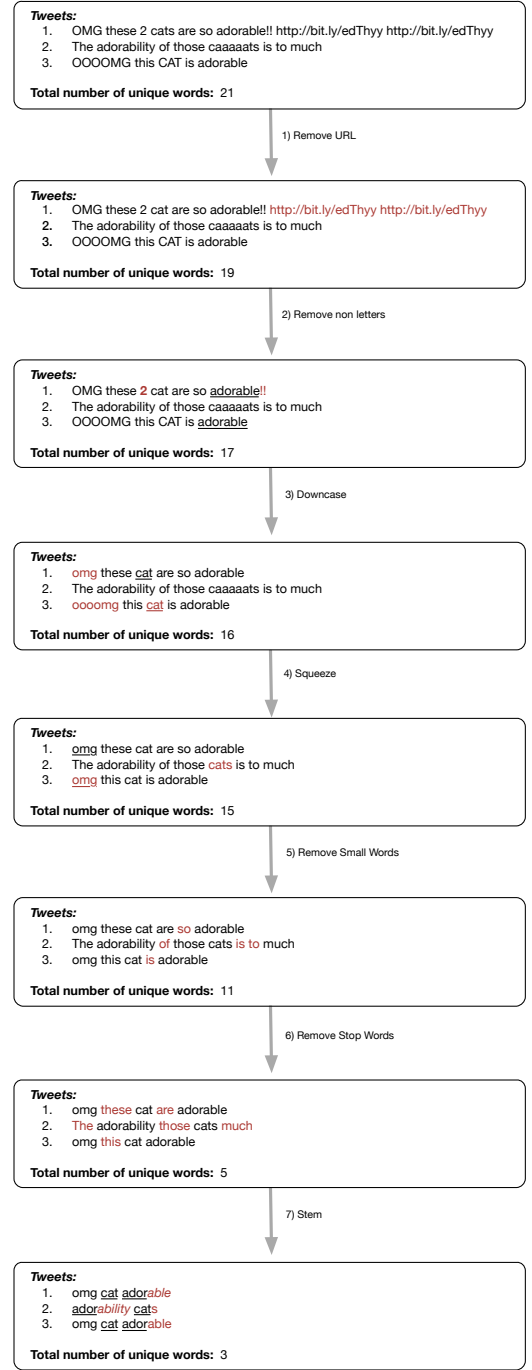 Tweets:
1. OMG these 2 cats are so adorable!! http://bit.ly/edThyy http://bit.ly/edThyy
2. The adorability of those caaaaats is to much
3. OOOOMG this CAT is adorable
Total number of unique words: 21
1) Remove URL
Tweets:
1. OMG these 2 cat are so adorable!! http://bit.ly/edThyy http://bit.ly/edThyy
2. The adorability of those caaaaats is to much
3. OOOOMG this CAT is adorable
Total number of unique words: 19
2) Remove non letters
Tweets:
1. OMG these 2 cat are so adorable!!
2. The adorability of those caaaaats is to much
3. OOOOMG this CAT is adorable
Total number of unique words: 17
3) Downcase
Tweets:
1. omg these cat are so adorable
2. The adorability of those caaaaats is to much
3. oooomg this cat is adorable
Total number of unique words: 16
4) Squeeze
Tweets:
1. omg these cat are so adorable
2. The adorability of those cats is to much
3. omg this cat is adorable
Total number of unique words: 15
5) Remove Small Words
Tweets:
1. omg these cat are so adorable
2. The adorability of those cats is to much
3. omg this cat is adorable
Total number of unique words: 11
6) Remove Stop Words
Tweets:
1. omg these cat are adorable
2. The adorability those cats much
3. omg this cat adorable
Total number of unique words: 5
7) Stem
Tweets:
1. omg cat adorable
2. adorability cats
3. omg cat adorable
Total number of unique words: 3